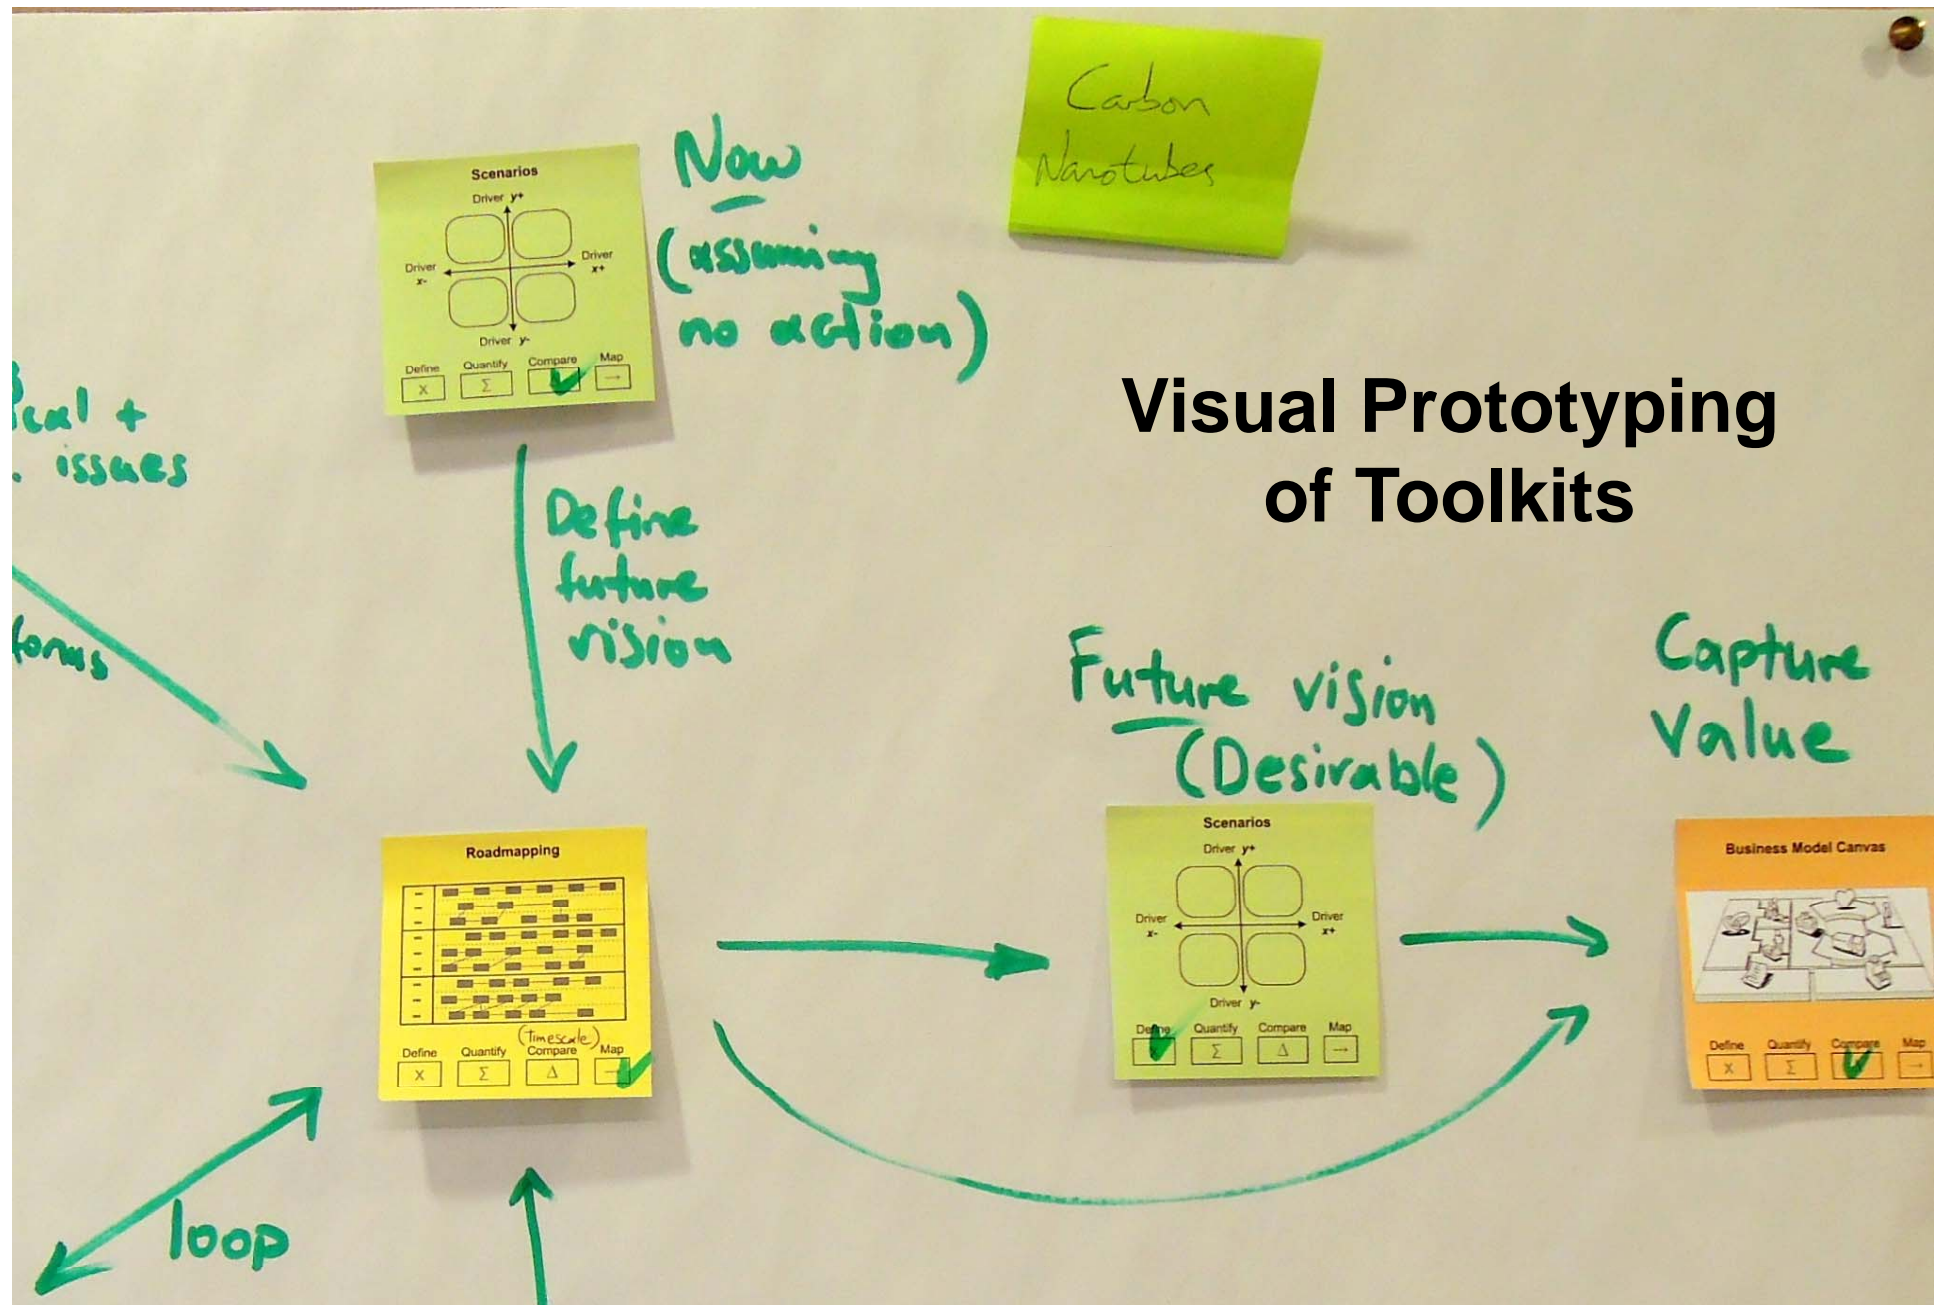 Carbon
Nanotubes
Now
(assuming
no action)
Scenarios
Driver y+
Driver
x-
Driver
x+
Driver y-
Define Quantify Compare Map
X Σ →
Visual Prototyping
of Toolkits
ical +
. issues
Define
future
vision
forms
Future vision
(Desirable)
Capture
Value
Roadmapping
(Timescale)
Define Quantify Compare Map
X Σ Δ →
Scenarios
Driver y+
Driver
x-
Driver
x+
Driver y-
Define Quantify Compare Map
Σ Δ →
Business Model Canvas
Define Quantify Compare Map
X Σ →
loop